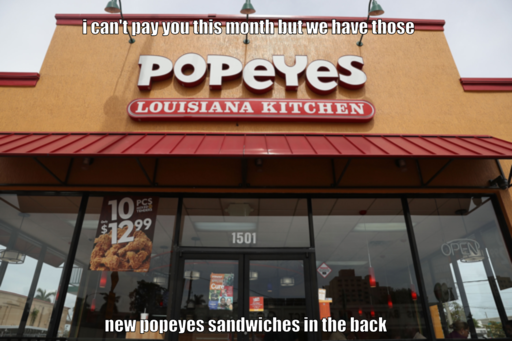 i can't pay you this month but we have those
POPEYES
LOUISIANA KITCHEN
10 PCS
$12.99
1501
OPEN
new popeyes sandwiches in the back